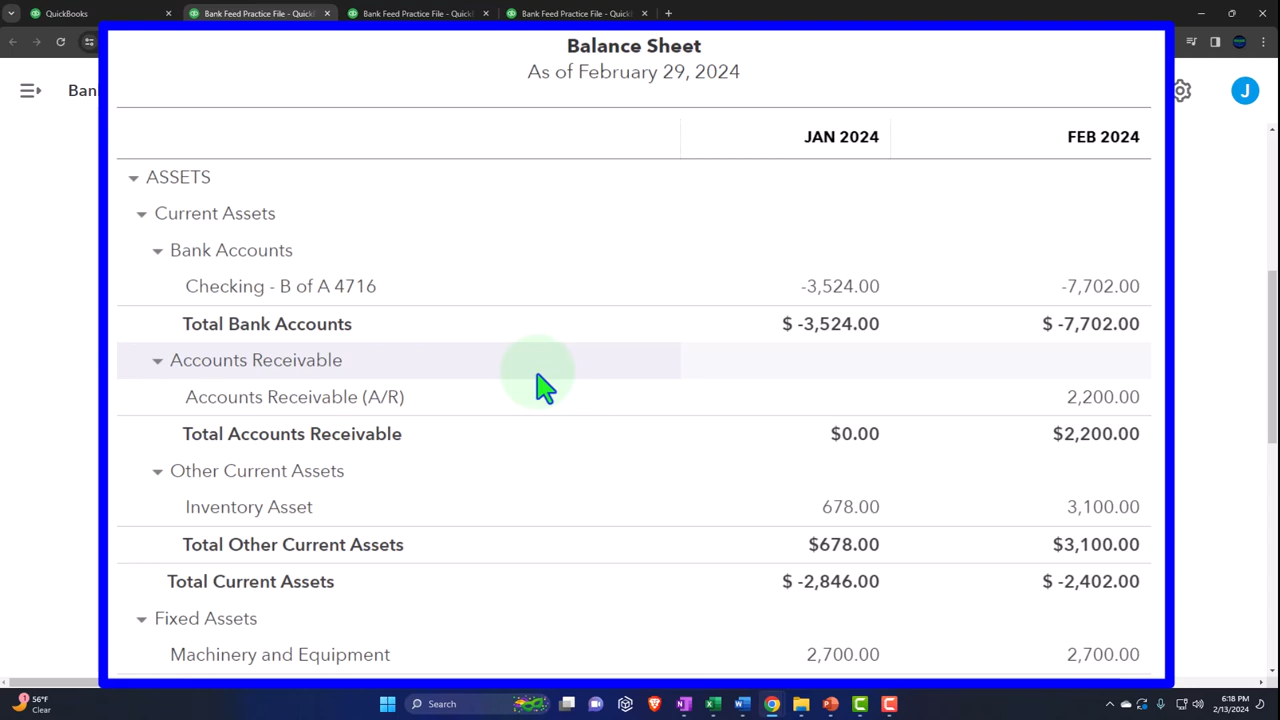 QuickBooks
Bank Feed Practice File - Quick
Bank Feed Practice File - Quick
Bank Feed Practice File - Quick
Ban
J
Balance Sheet
As of February 29, 2024
JAN 2024 FEB 2024
ASSETS
Current Assets
Bank Accounts
Checking - B of A 4716 -3,524.00 -7,702.00
Total Bank Accounts $ -3,524.00 $ -7,702.00
Accounts Receivable
Accounts Receivable (A/R) 2,200.00
Total Accounts Receivable $0.00 $2,200.00
Other Current Assets
Inventory Asset 678.00 3,100.00
Total Other Current Assets $678.00 $3,100.00
Total Current Assets $ -2,846.00 $ -2,402.00
Fixed Assets
Machinery and Equipment 2,700.00 2,700.00
56°F
Clear
Search
6:18 PM
2/13/2024